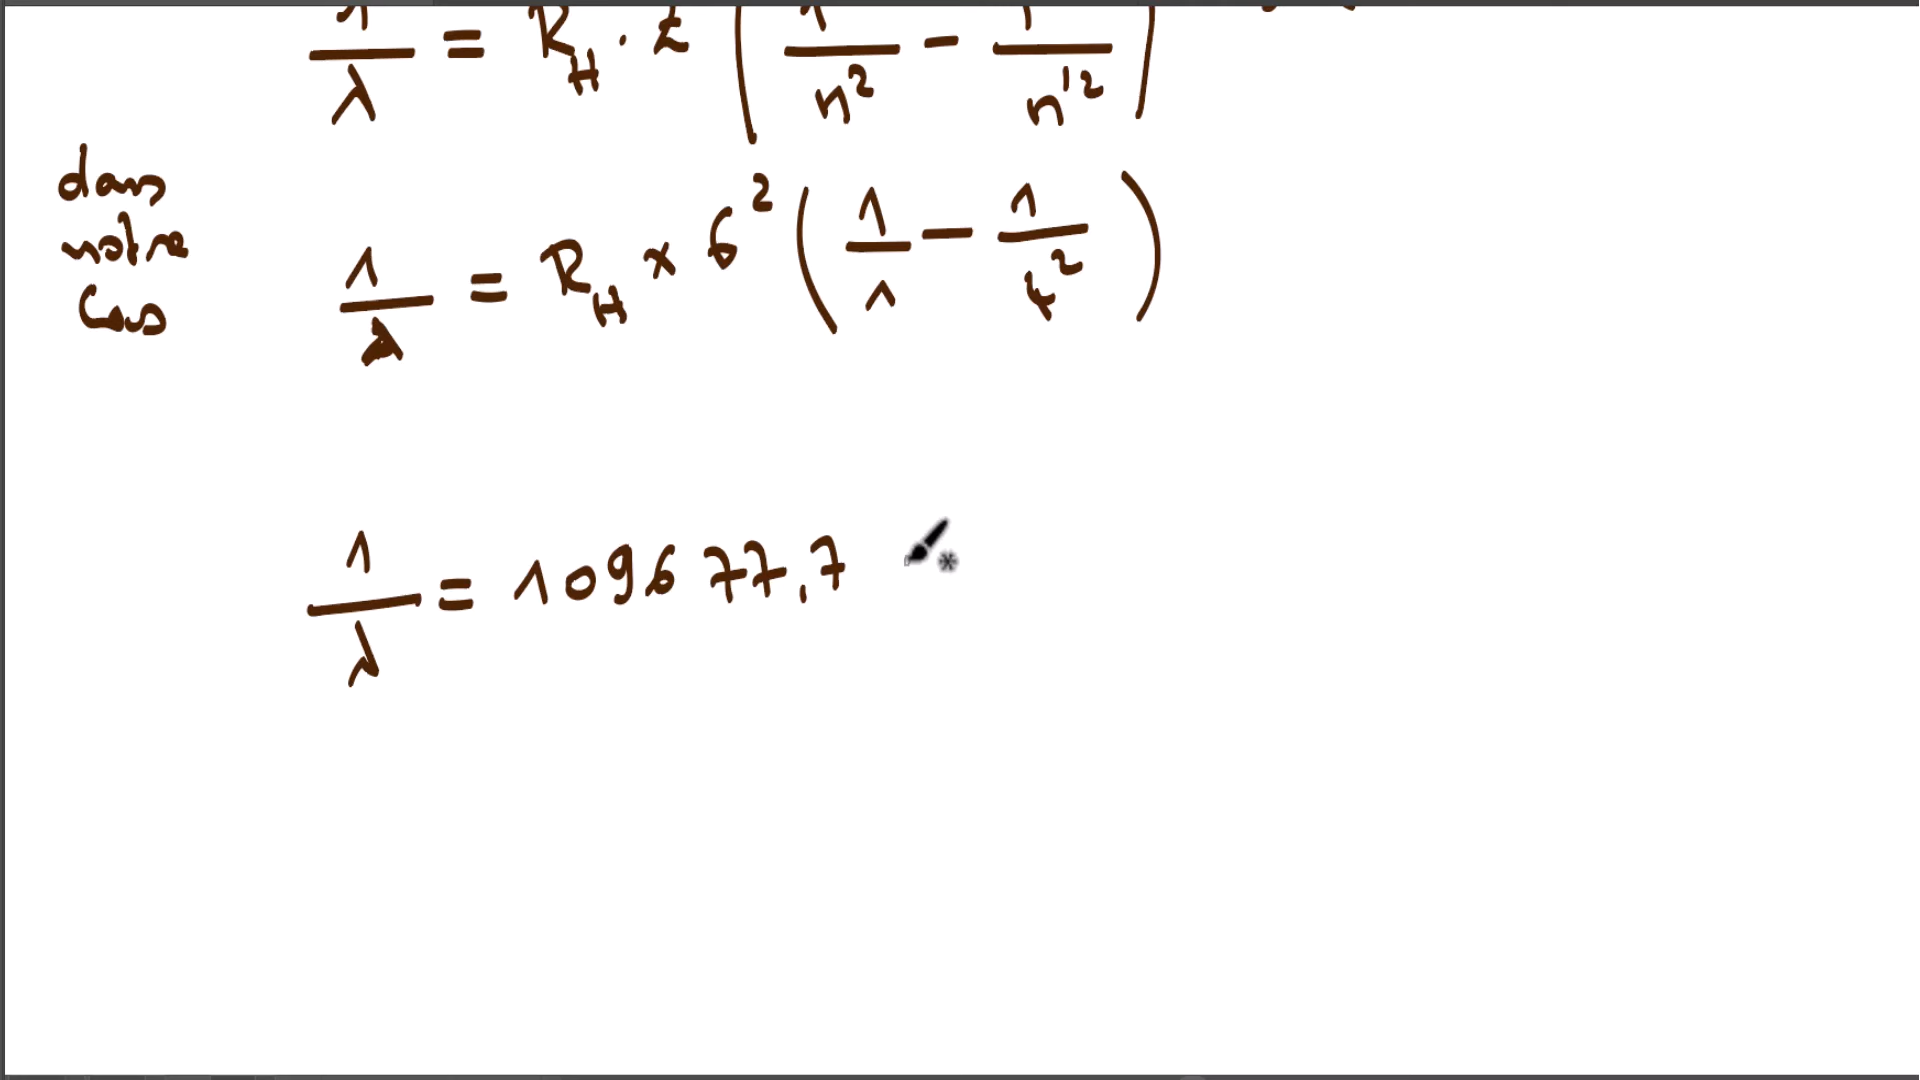 1/λ = R_H · Z (1/n² - 1/n'²)
dans
notre
Cas
1/λ = R_H × 6² (1/1 - 1/4²)
1/λ = 109677,7